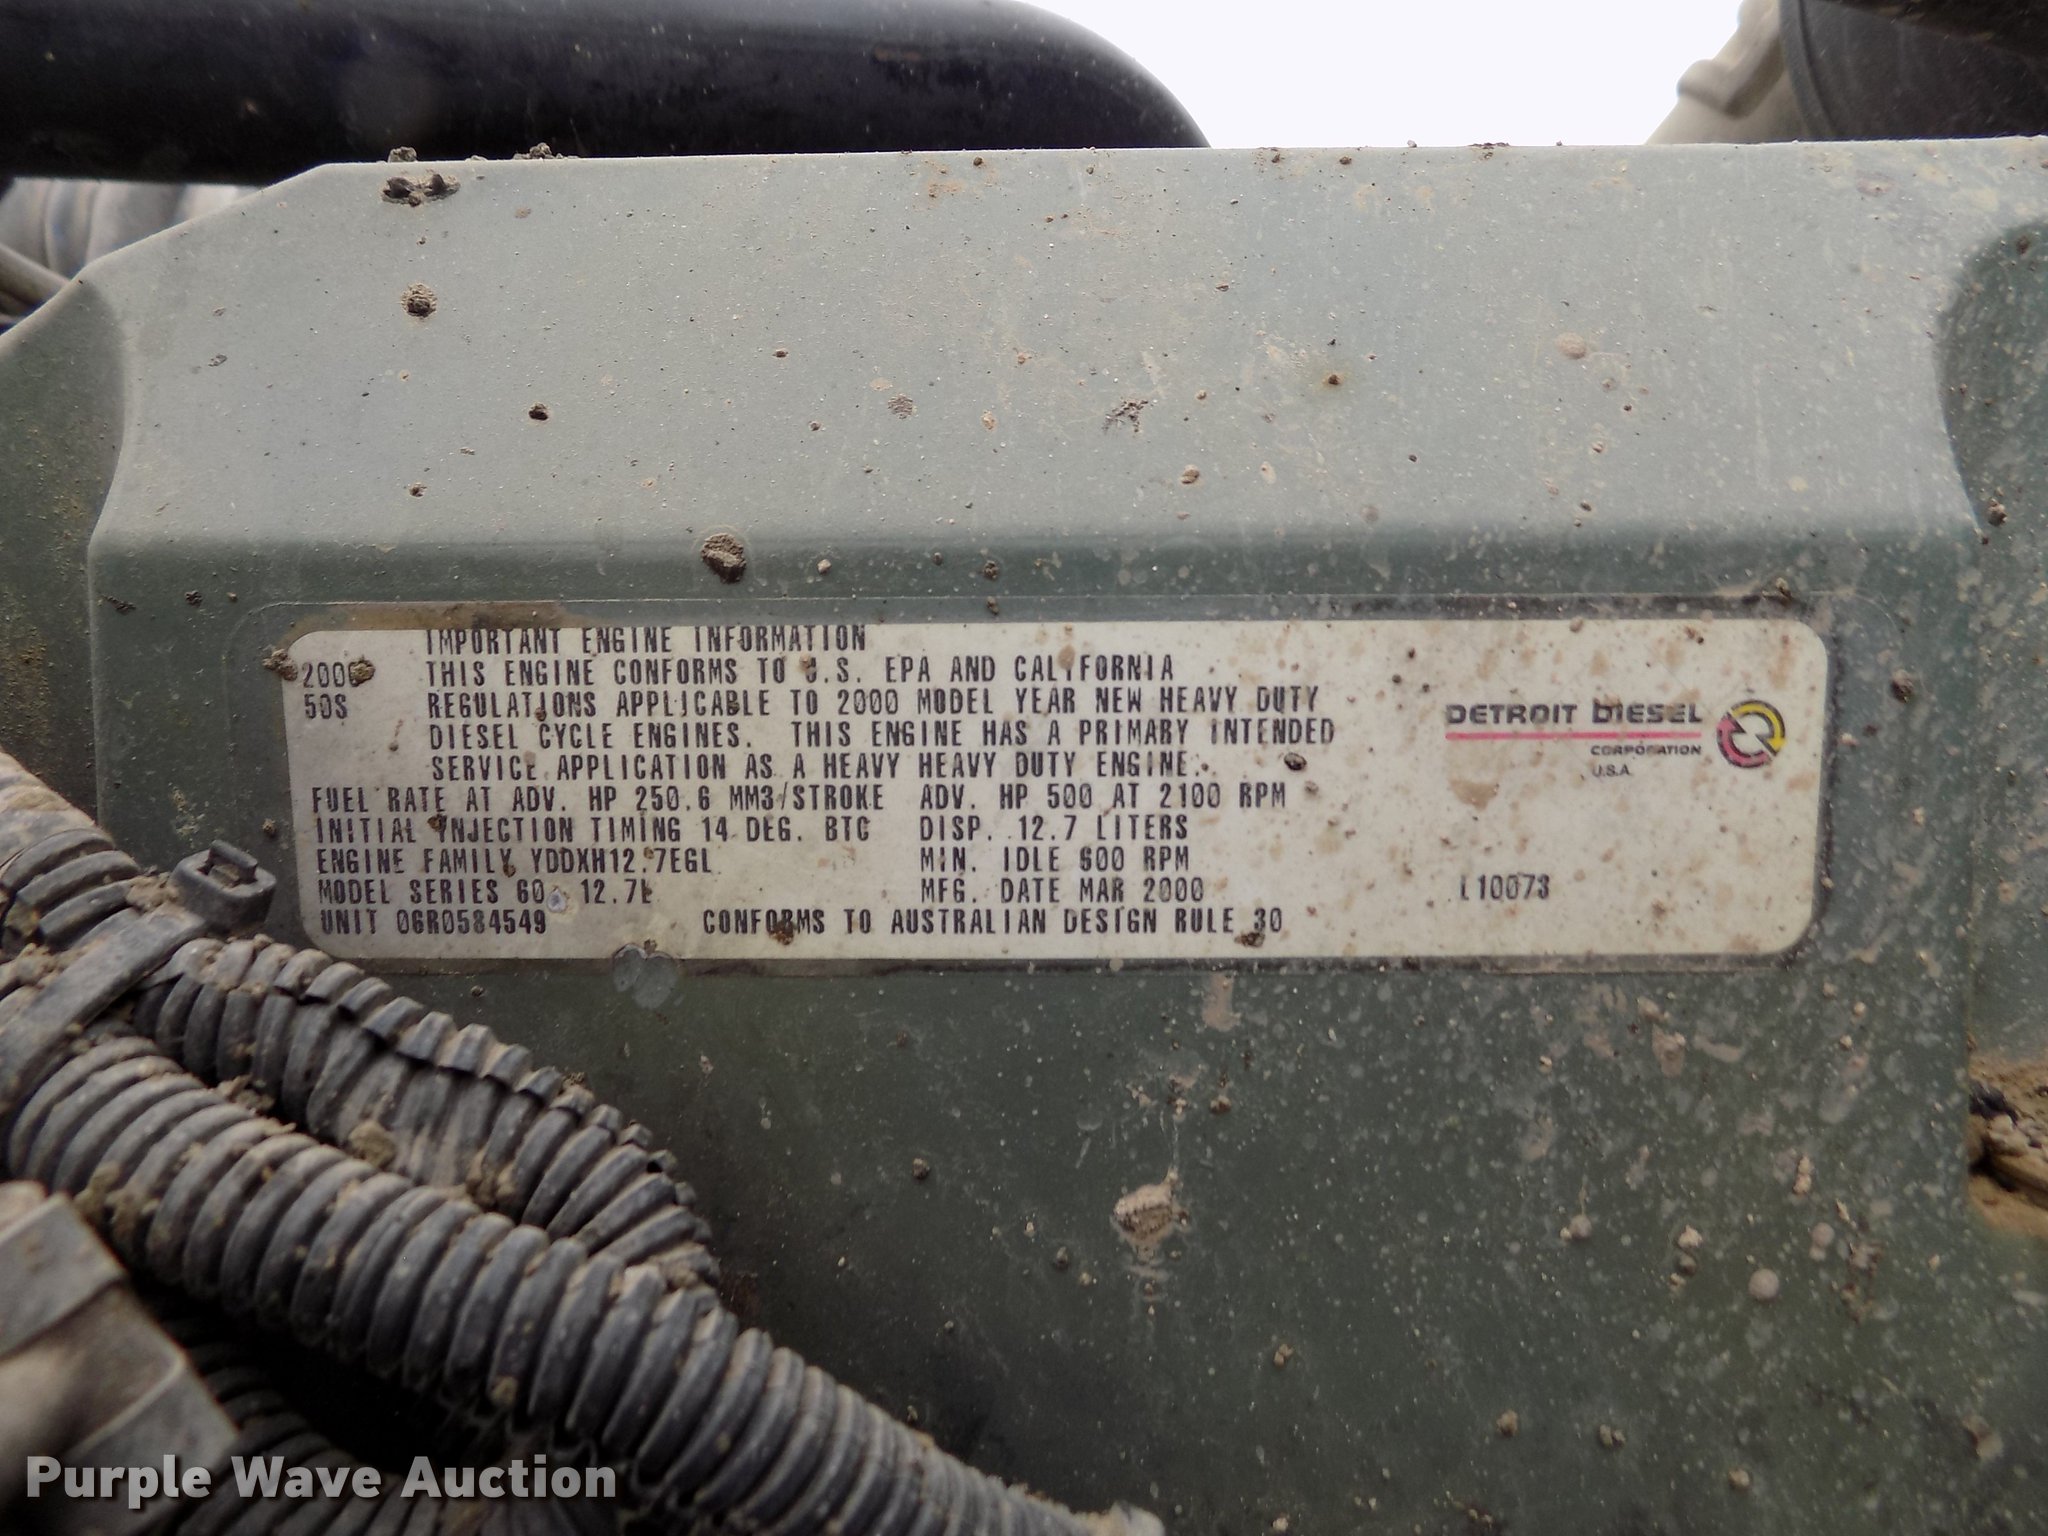 IMPORTANT ENGINE INFORMATION
2000 THIS ENGINE CONFORMS TO U.S. EPA AND CALIFORNIA
50S REGULATIONS APPLICABLE TO 2000 MODEL YEAR NEW HEAVY DUTY
DIESEL CYCLE ENGINES. THIS ENGINE HAS A PRIMARY INTENDED
SERVICE APPLICATION AS A HEAVY HEAVY DUTY ENGINE.
FUEL RATE AT ADV. HP 250.6 MM3/STROKE ADV. HP 500 AT 2100 RPM
INITIAL INJECTION TIMING 14 DEG. BTC DISP. 12.7 LITERS
ENGINE FAMILY YDDXH12.7EGL MIN. IDLE 600 RPM
MODEL SERIES 60 12.7L MFG. DATE MAR 2000
UNIT 06R0584549 CONFORMS TO AUSTRALIAN DESIGN RULE 30
DETROIT DIESEL
CORPORATION
U.S.A.
L10073
Purple Wave Auction